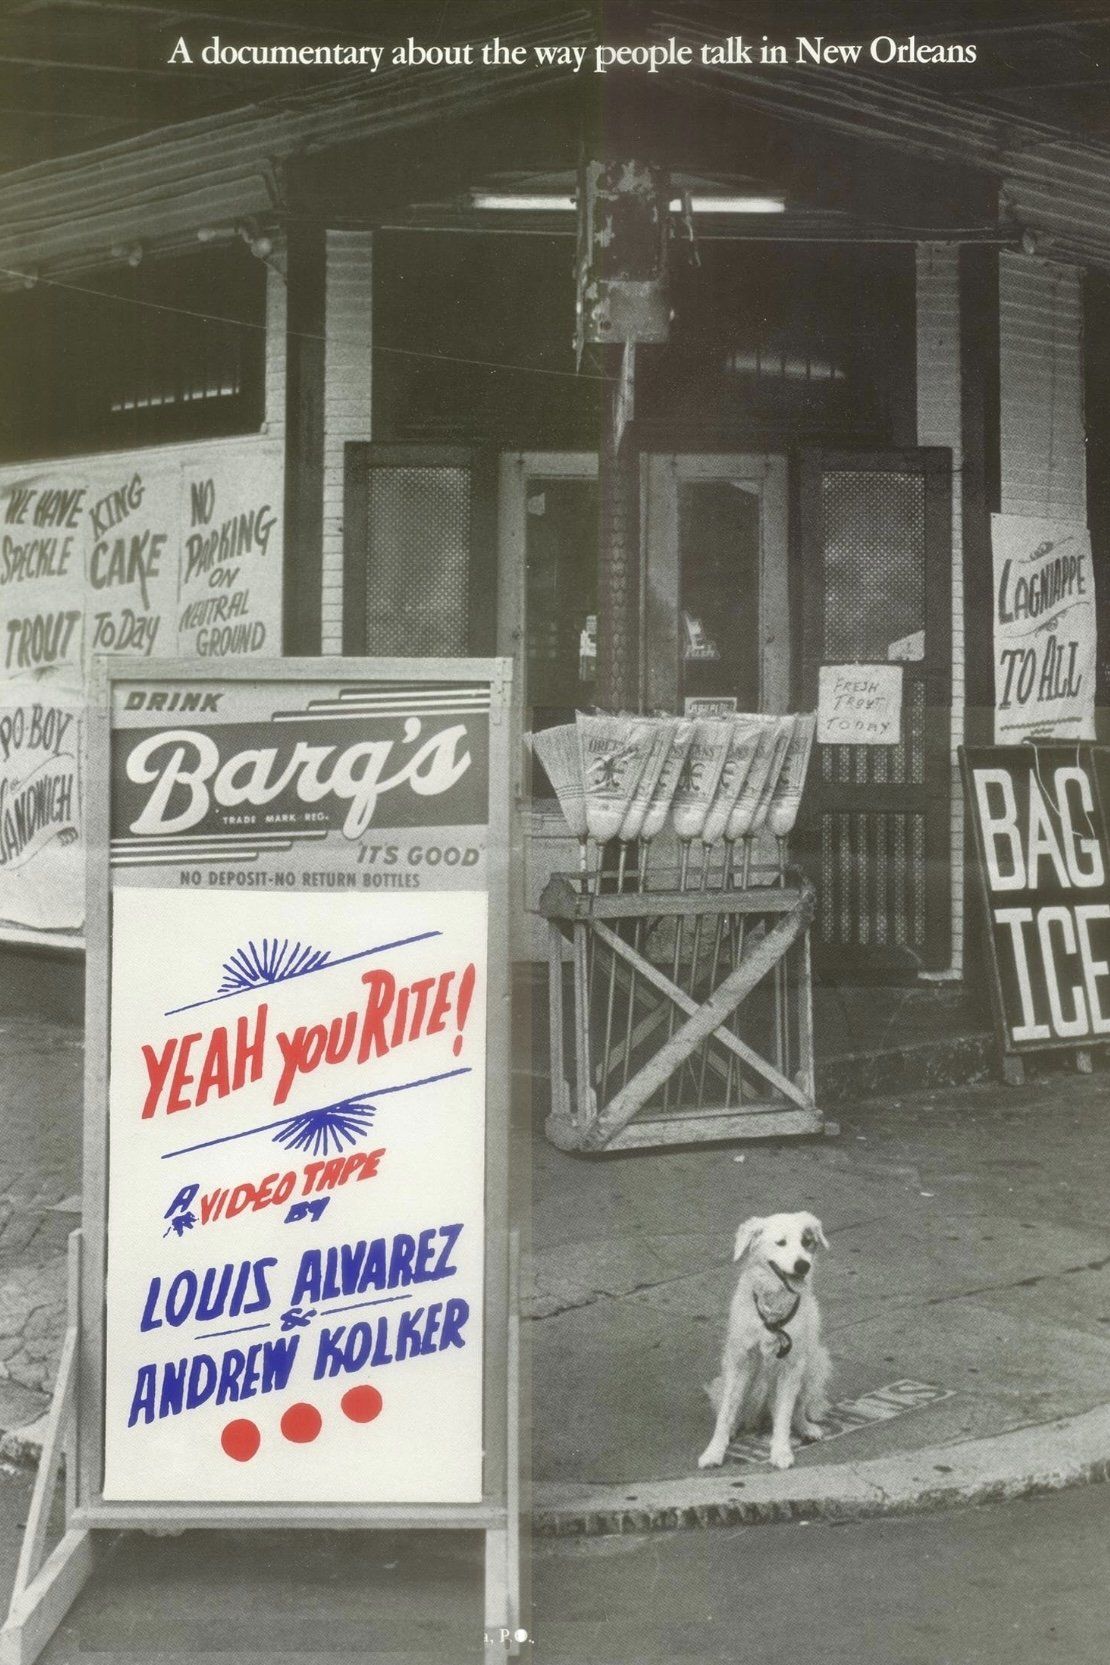 A documentary about the way people talk in New Orleans
WE HAVE
SPECKLE
TROUT
KING
CAKE
ToDay
NO
PARKING
ON
NEUTRAL
GROUND
PO-BOY
SANDWICH
LAGNIAPPE
TO ALL
FRESH
TROUT
TODAY
BAG
ICE
DRINK
Barq's
TRADE MARK REG.
IT'S GOOD
NO DEPOSIT-NO RETURN BOTTLES
YEAH you RITE!
A VIDEO TAPE
BY
LOUIS ALVAREZ
&
ANDREW KOLKER